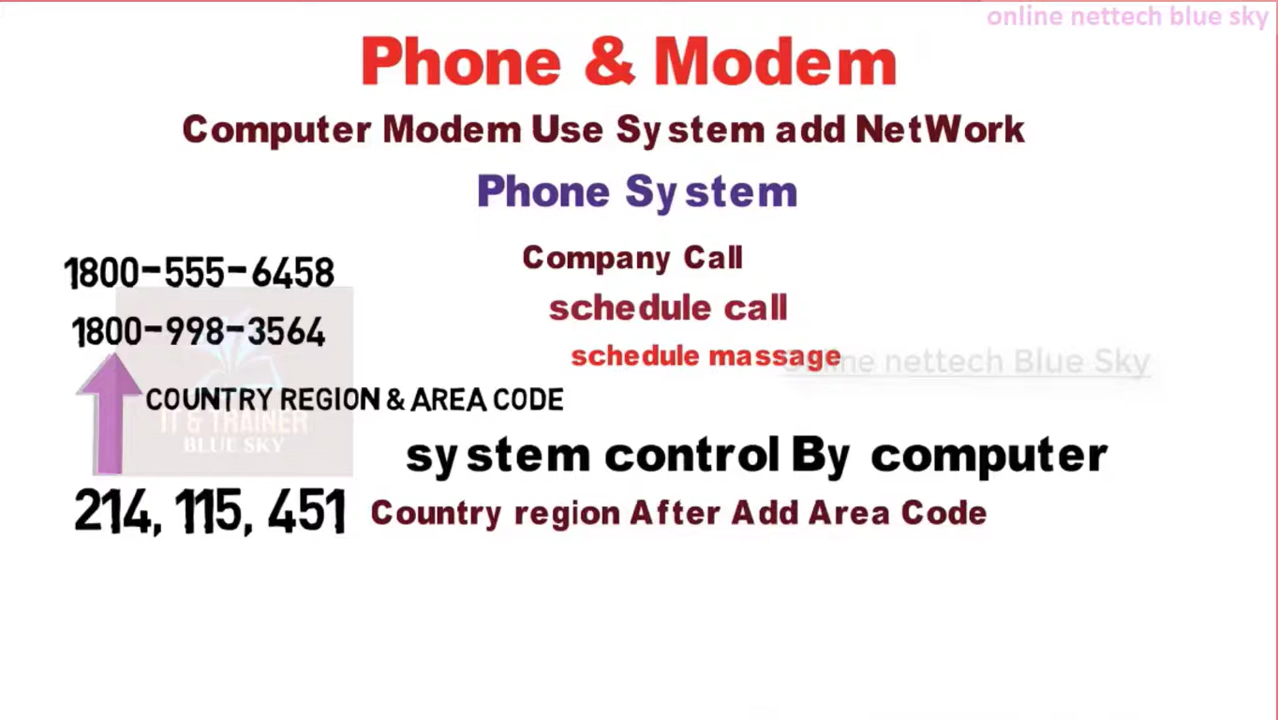 online nettech blue sky
Phone & Modem
Computer Modem Use System add NetWork
Phone System
Company Call
1800-555-6458
schedule call
1800-998-3564
schedule massage
online nettech Blue Sky
COUNTRY REGION & AREA CODE
IT & TRAINER
BLUE SKY
system control By computer
214, 115, 451
Country region After Add Area Code